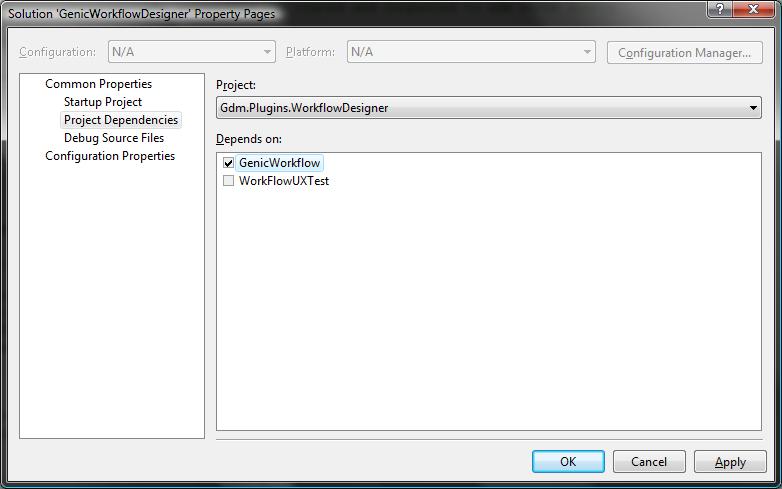 Solution 'GenicWorkflowDesigner' Property Pages
Configuration: N/A Platform: N/A Configuration Manager...
Common Properties
Startup Project
Project Dependencies
Debug Source Files
Configuration Properties
Project:
Gdm.Plugins.WorkflowDesigner
Depends on:
GenicWorkflow
WorkFlowUXTest
OK Cancel Apply